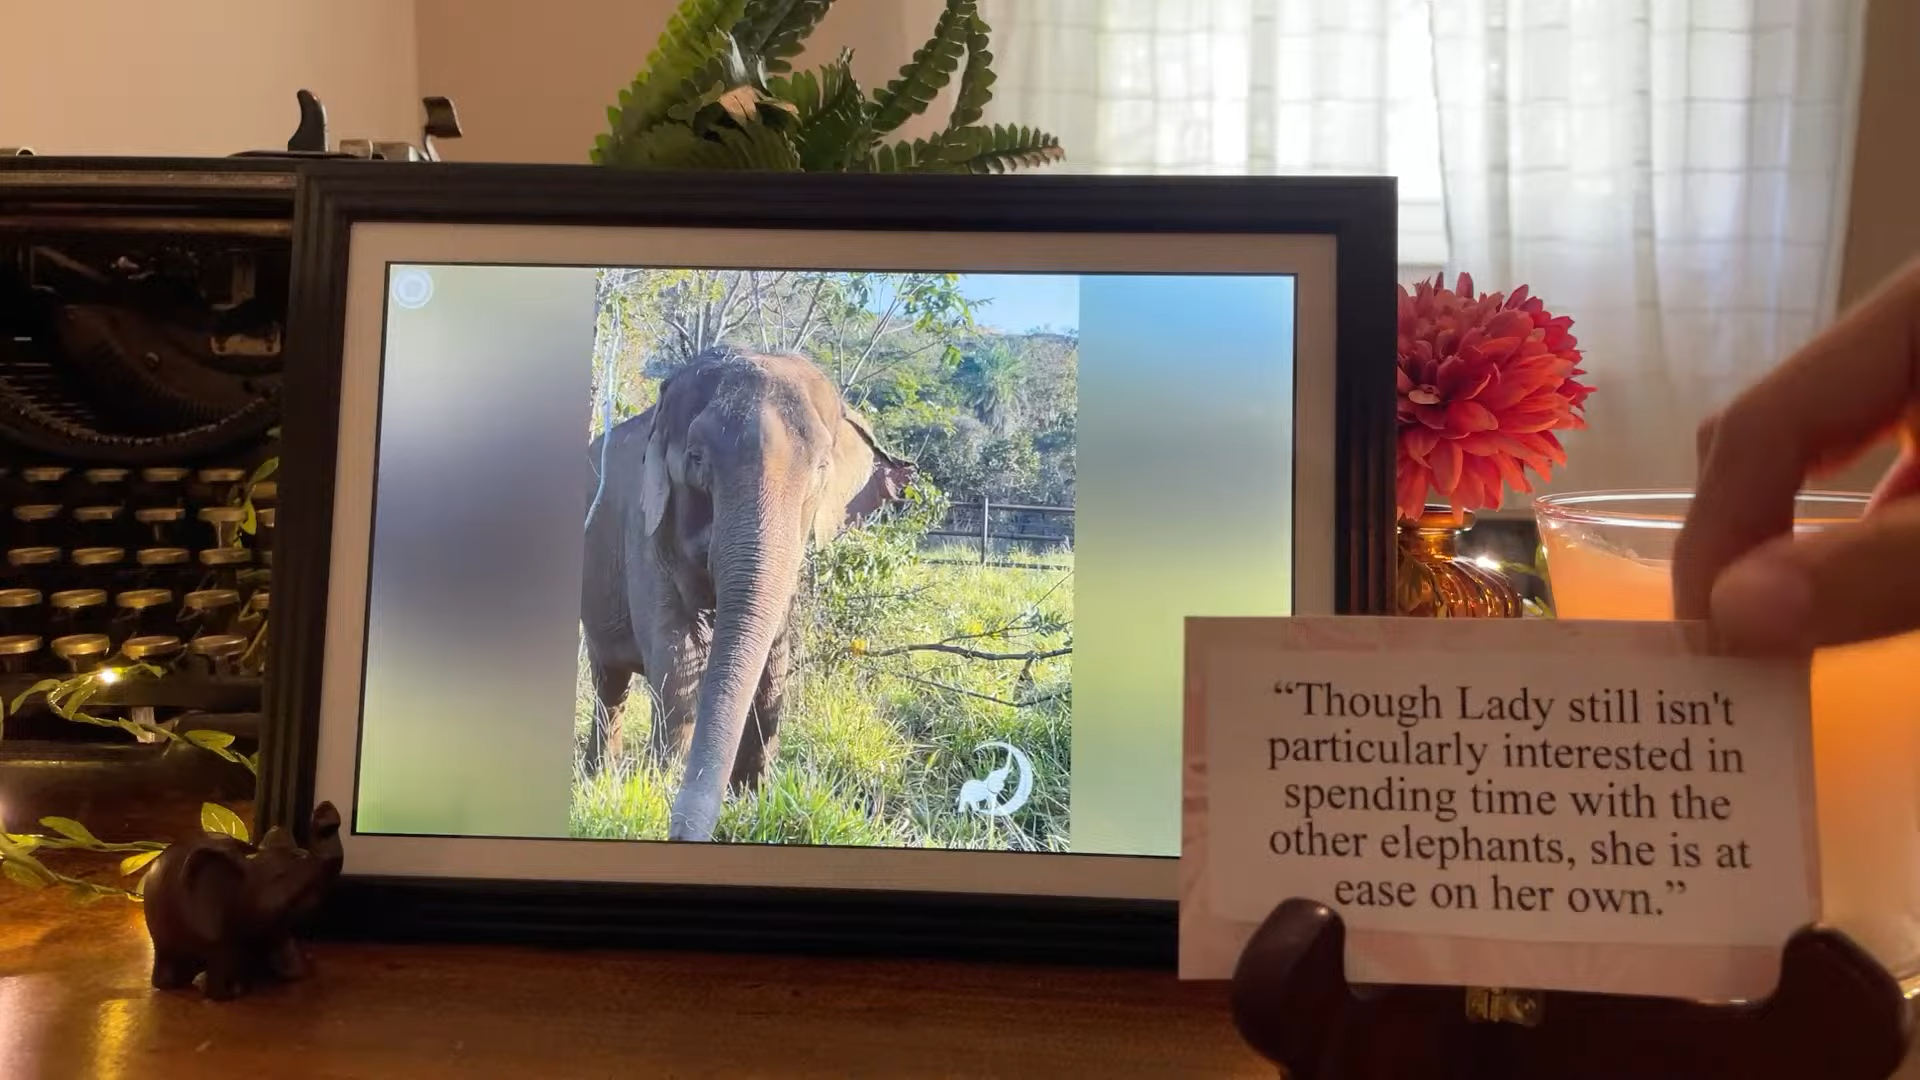 “Though Lady still isn't
particularly interested in
spending time with the
other elephants, she is at
ease on her own.”